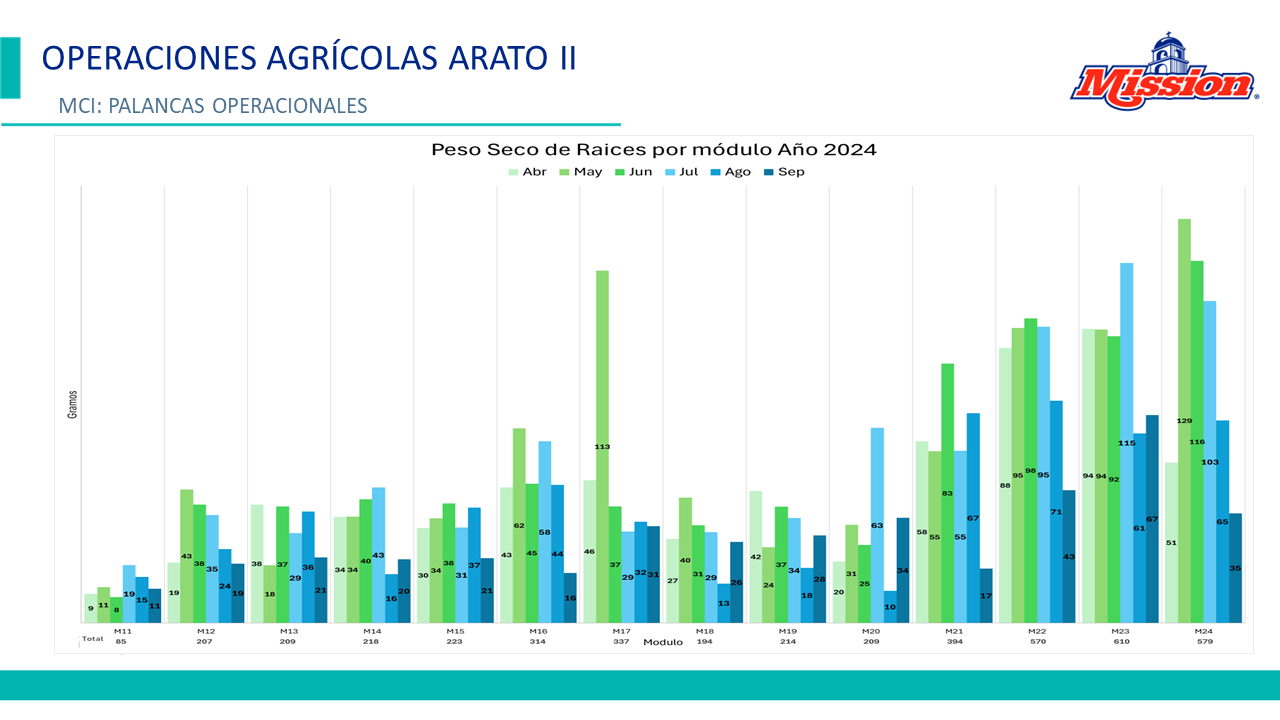 OPERACIONES AGRÍCOLAS ARATO II
MCI: PALANCAS OPERACIONALES
Mission®
Peso Seco de Raices por módulo Año 2024
Abr May Jun Jul Ago Sep
Gramos
9 11 8 19 15 11
19 43 38 35 24 19
38 18 37 29 36 21
34 34 40 43 16 20
30 34 38 31 37 21
43 62 45 58 44 16
46 113 37 29 32 31
27 40 31 29 13 26
42 24 37 34 18 28
20 31 25 63 10 34
58 55 83 55 67 17
88 95 98 95 71 43
94 94 92 115 61 67
51 129 116 103 65 35
M11 M12 M13 M14 M15 M16 M17 M18 M19 M20 M21 M22 M23 M24
Total 85 207 209 218 223 314 337 194 214 209 394 570 610 579
Modulo